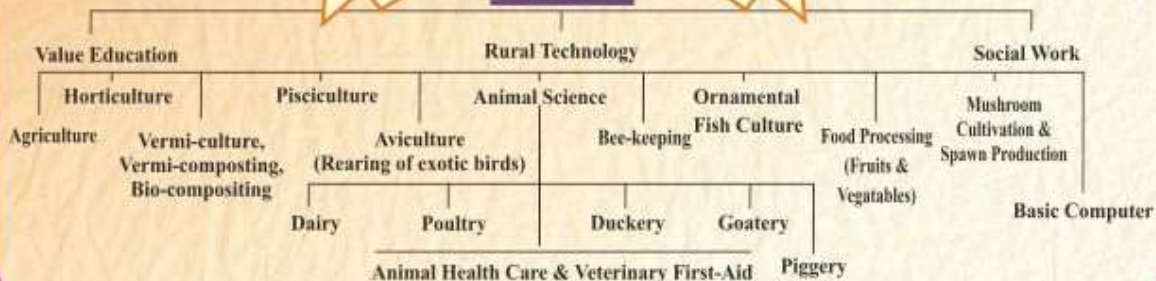 Value Education
Rural Technology
Social Work
Horticulture
Pisciculture
Animal Science
Ornamental
Fish Culture
Mushroom
Cultivation &
Spawn Production
Agriculture
Vermi-culture,
Vermi-composting,
Bio-compositing
Aviculture
(Rearing of exotic birds)
Bee-keeping
Food Processing
(Fruits &
Vegatables)
Basic Computer
Dairy
Poultry
Duckery
Goatery
Piggery
Animal Health Care & Veterinary First-Aid